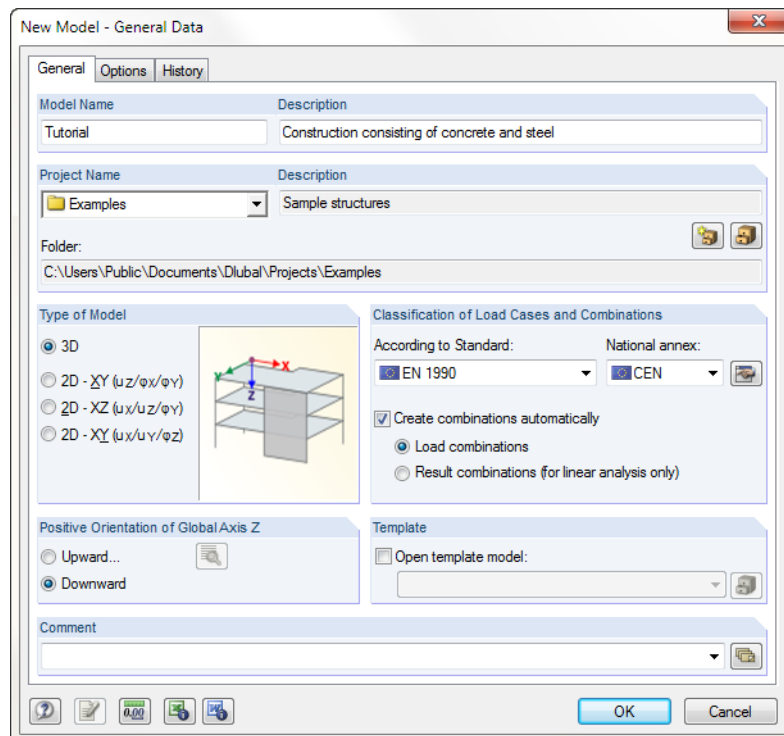 New Model - General Data
General Options History
Model Name Description
Tutorial Construction consisting of concrete and steel
Project Name Description
Examples Sample structures
Folder:
C:\Users\Public\Documents\Dlubal\Projects\Examples
Type of Model
3D
2D - XY (uZ/φX/φY)
2D - XZ (uX/uZ/φY)
2D - XY (uX/uY/φZ)
X
Y
Z
Classification of Load Cases and Combinations
According to Standard: National annex:
EN 1990 CEN
Create combinations automatically
Load combinations
Result combinations (for linear analysis only)
Positive Orientation of Global Axis Z
Upward...
Downward
Template
Open template model:
Comment
0.00
OK Cancel